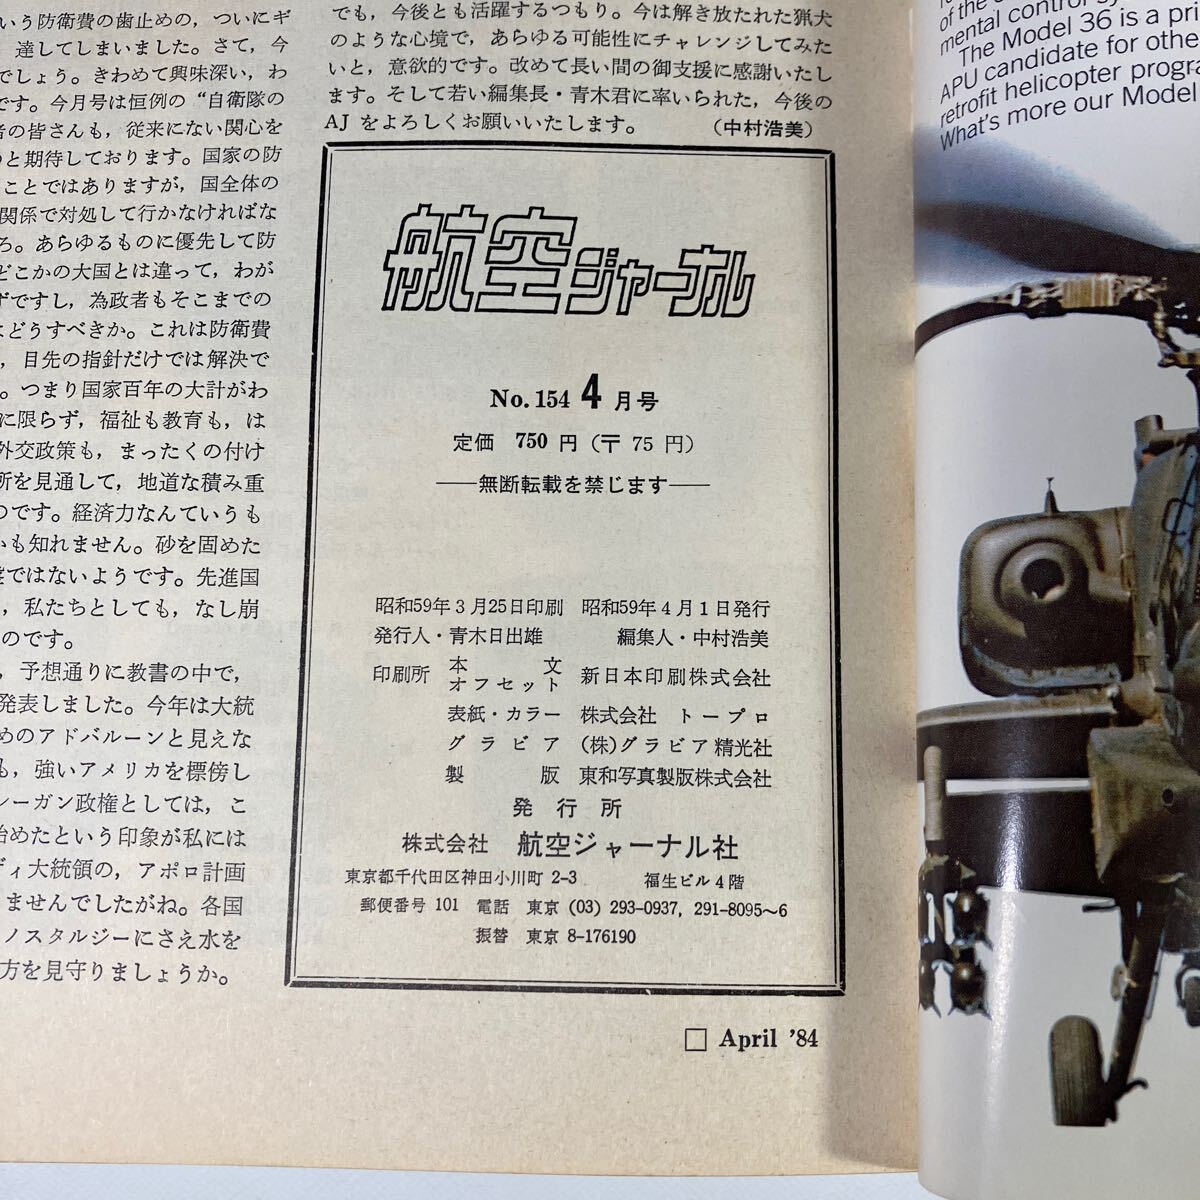 いう防衛費の歯止めの，ついにギ
達してしまいました。さて，今
でしょう。きわめて興味深い，わ
です。今月号は恒例の“自衛隊の
者の皆さんも，従来にない関心を
のと期待しております。国家の防
ことではありますが，国全体の
関係で対処して行かなければな
ろ。あらゆるものに優先して防
どこかの大国とは違って，わが
ずですし，為政者もそこまでの
はどうすべきか。これは防衛費
，目先の指針だけでは解決で
。つまり国家百年の大計がわ
に限らず，福祉も教育も，は
外交政策も，まったくの付け
所を見通して，地道な積み重
つです。経済力なんていうも
いも知れません。砂を固めた
ではないようです。先進国
，私たちとしても，なし崩
のです。
，予想通りに教書の中で，
発表しました。今年は大統
めのアドバルーンと見えな
も，強いアメリカを標傍し
レーガン政権としては，こ
始めたという印象が私には
ディ大統領の，アポロ計画
ませんでしたがね。各国
ノスタルジーにさえ水を
方を見守りましょうか。
でも，今後とも活躍するつもり。今は解き放たれた猟犬
のような心境で，あらゆる可能性にチャレンジしてみた
いと，意欲的です。改めて長い間の御支援に感謝いたし
ます。そして若い編集長・青木君に率いられた，今後の
AJ をよろしくお願いいたします。　（中村浩美）
航空ジャーナル
No. 154 4 月号
定価 750 円（〒 75 円）
——無断転載を禁じます——
昭和59年 3 月25日印刷　昭和59年 4 月 1 日発行
発行人・青木日出雄　編集人・中村浩美
印刷所　本文オフセット　新日本印刷株式会社
表紙・カラー　株式会社　トープロ
グラビア　（株）グラビア精光社
製版　東和写真製版株式会社
発行所
株式会社　航空ジャーナル社
東京都千代田区神田小川町 2-3　福生ビル 4 階
郵便番号 101　電話　東京 (03) 293-0937, 291-8095〜6
振替　東京 8-176190
□ April ’84
of the
mental control
The Model 36 is a pri
APU candidate for othe
retrofit helicopter progra
What's more our Model